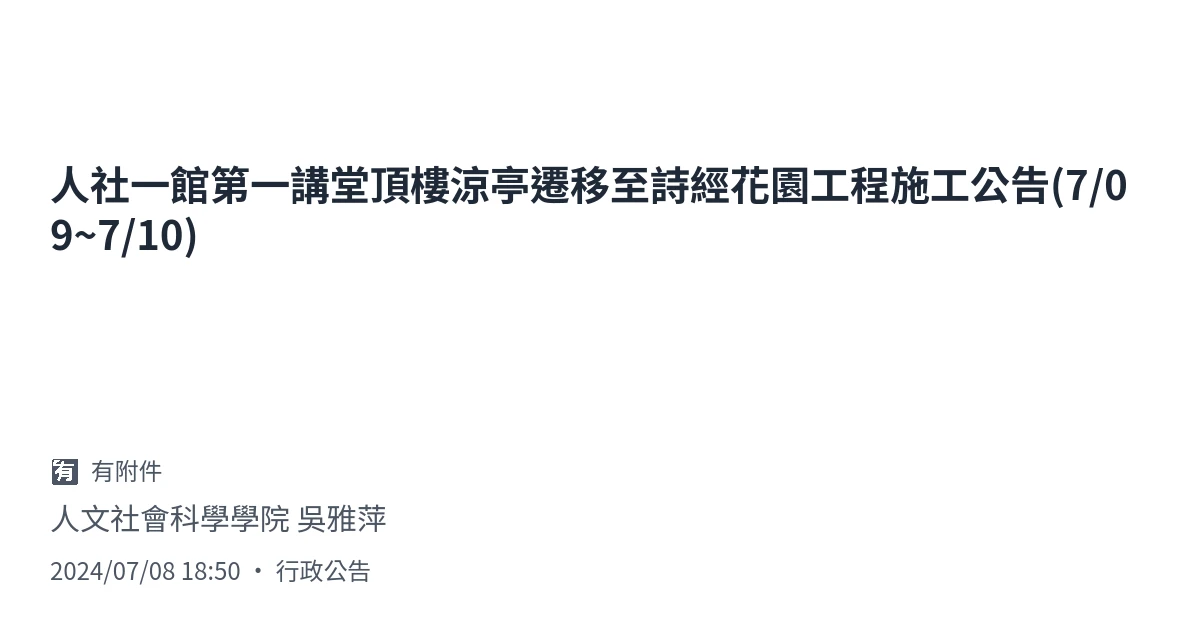 人社一館第一講堂頂樓涼亭遷移至詩經花園工程施工公告(7/0
9~7/10)
有 有附件
人文社會科學學院 吳雅萍
2024/07/08 18:50 • 行政公告